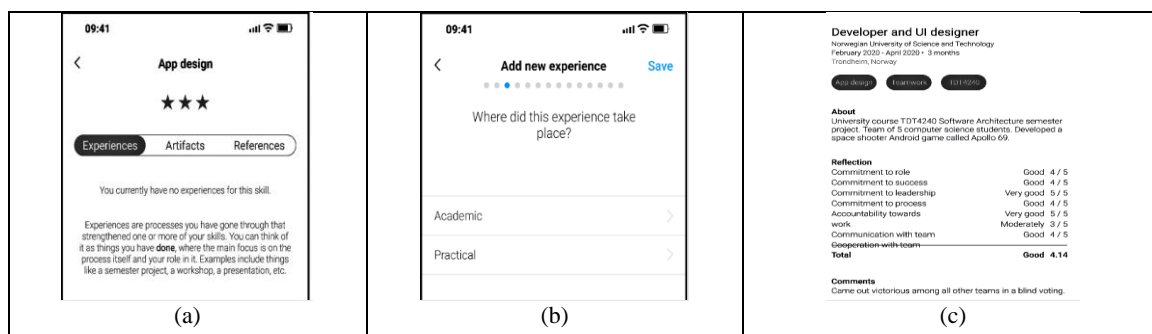 09:41
App design
★★★
Experiences Artifacts References
You currently have no experiences for this skill.
Experiences are processes you have gone through that
strengthened one or more of your skills. You can think of
it as things you have done, where the main focus is on the
process itself and your role in it. Examples include things
like a semester project, a workshop, a presentation, etc.
(a)
09:41
Add new experience Save
Where did this experience take
place?
Academic
Practical
(b)
Developer and UI designer
Norwegian University of Science and Technology
February 2020 - April 2020 • 3 months
Trondheim, Norway
App design Teamwork TDT4240
About
University course TDT4240 Software Architecture semester
project. Team of 5 computer science students. Developed a
space shooter Android game called Apollo 69.
Reflection
Commitment to role Good 4 / 5
Commitment to success Good 4 / 5
Commitment to leadership Very good 5 / 5
Commitment to process Good 4 / 5
Accountability towards Very good 5 / 5
work Moderately 3 / 5
Communication with team Good 4 / 5
Cooperation with team
Total Good 4.14
Comments
Came out victorious among all other teams in a blind voting.
(c)